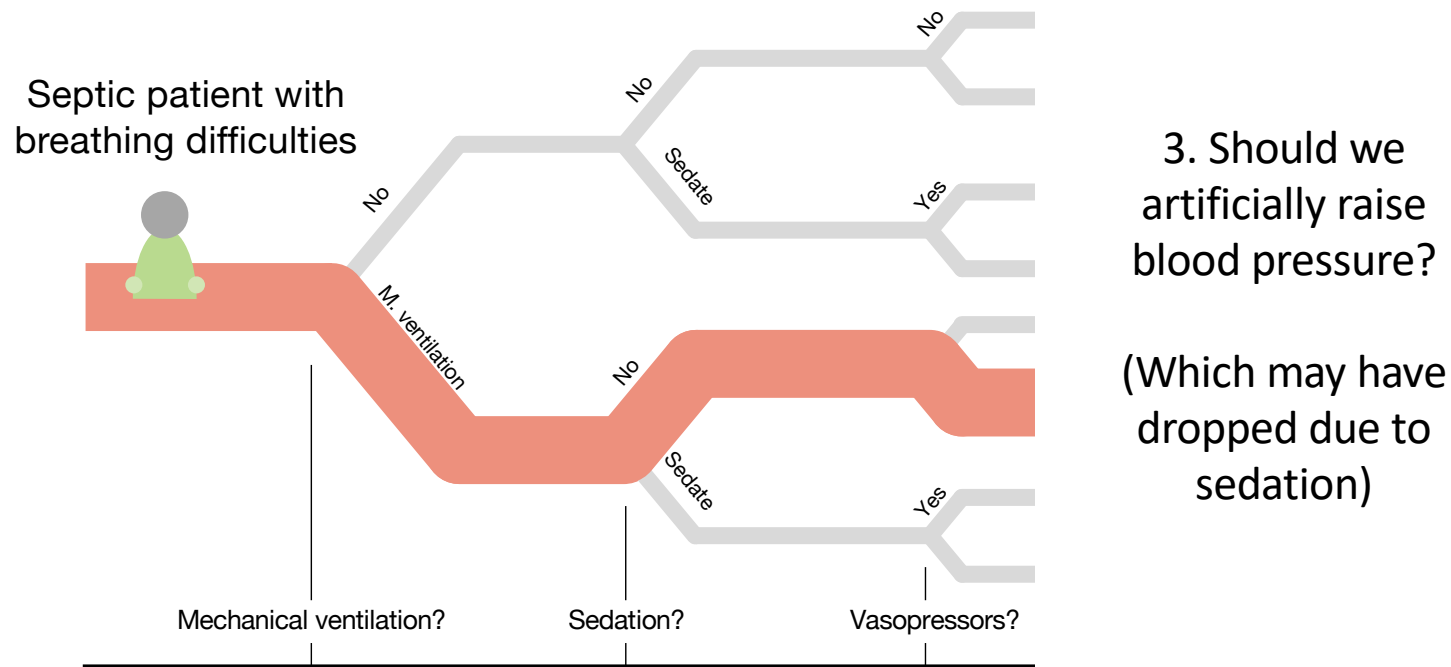 Septic patient with
breathing difficulties
No
M. ventilation
No
Sedate
No
Sedate
No
Yes
Yes
Mechanical ventilation?
Sedation?
Vasopressors?
3. Should we
artificially raise
blood pressure?
(Which may have
dropped due to
sedation)